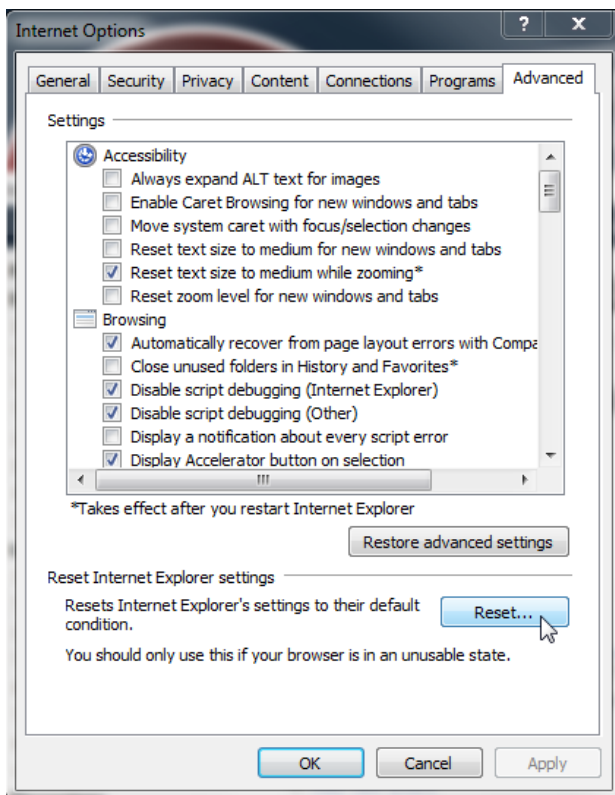 Internet Options
?
x
General Security Privacy Content Connections Programs Advanced
Settings
Accessibility
Always expand ALT text for images
Enable Caret Browsing for new windows and tabs
Move system caret with focus/selection changes
Reset text size to medium for new windows and tabs
Reset text size to medium while zooming*
Reset zoom level for new windows and tabs
Browsing
Automatically recover from page layout errors with Compa
Close unused folders in History and Favorites*
Disable script debugging (Internet Explorer)
Disable script debugging (Other)
Display a notification about every script error
Display Accelerator button on selection
*Takes effect after you restart Internet Explorer
Restore advanced settings
Reset Internet Explorer settings
Resets Internet Explorer's settings to their default
condition.
Reset...
You should only use this if your browser is in an unusable state.
OK Cancel Apply